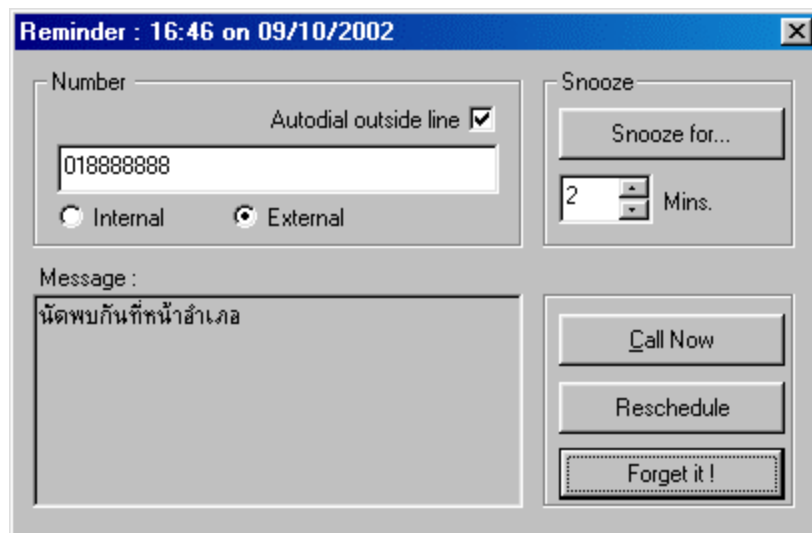 Reminder : 16:46 on 09/10/2002
Number
Autodial outside line
018888888
Internal External
Snooze
Snooze for...
2 Mins.
Message :
นัดพบกันที่หน้าอำเภอ
Call Now
Reschedule
Forget it !